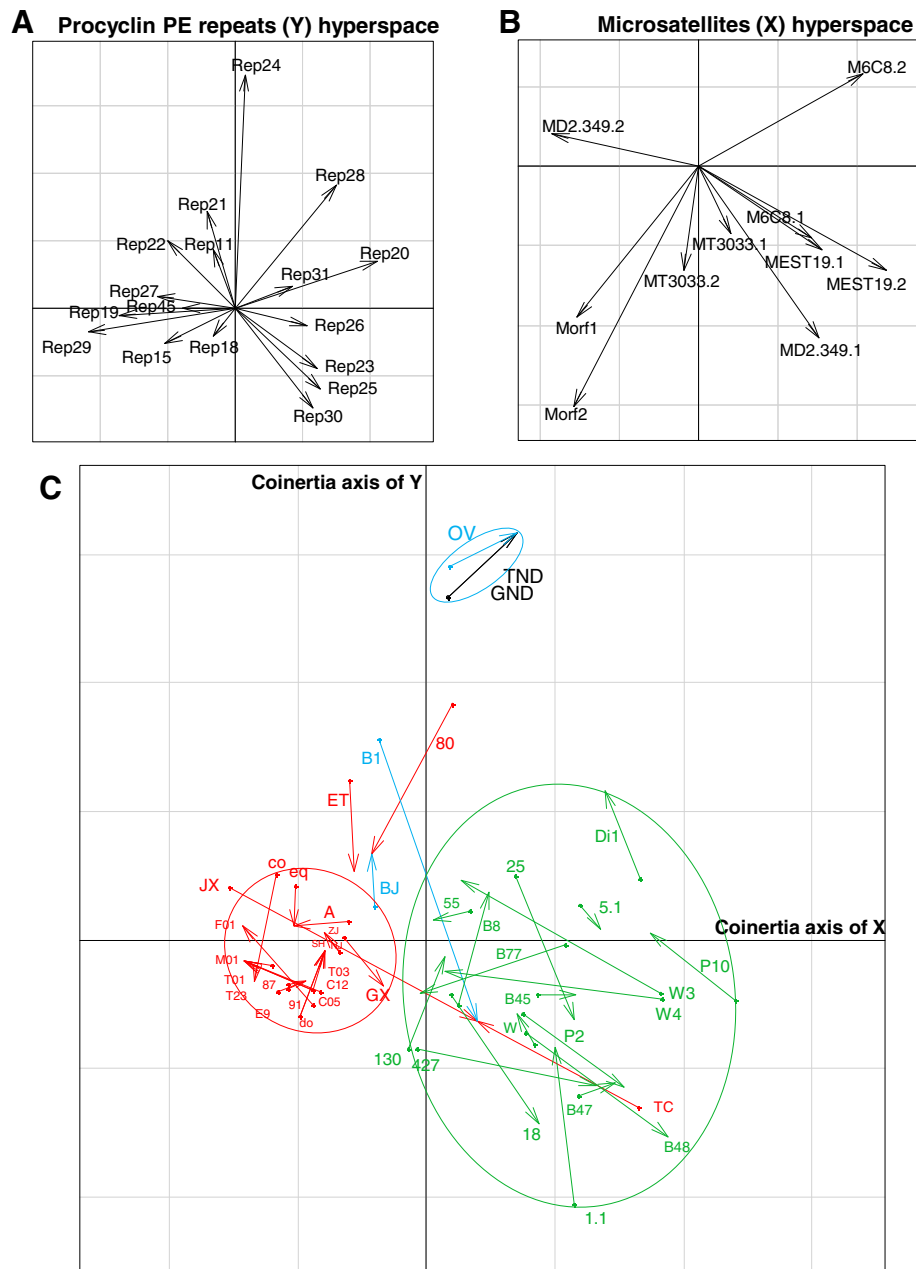 A Procyclin PE repeats (Y) hyperspace
Rep24
Rep28
Rep21
Rep22
Rep11
Rep20
Rep31
Rep27
Rep45
Rep19
Rep26
Rep29
Rep15
Rep18
Rep23
Rep25
Rep30
B Microsatellites (X) hyperspace
M6C8.2
MD2.349.2
M6C8.1
MT3033.1
MEST19.1
MT3033.2
MEST19.2
Morf1
MD2.349.1
Morf2
C Coinertia axis of Y
OV
TND
GND
80
B1
ET
Di1
co
eq
25
JX
BJ
A
55
5.1
F01
ZJ
B8
Coinertia axis of X
SH
B77
M01
T03
P10
T01
87
C12
GX
T23
91
C05
B45
W3
W4
E9
do
W
P2
130
427
B47
TC
18
B48
1.1